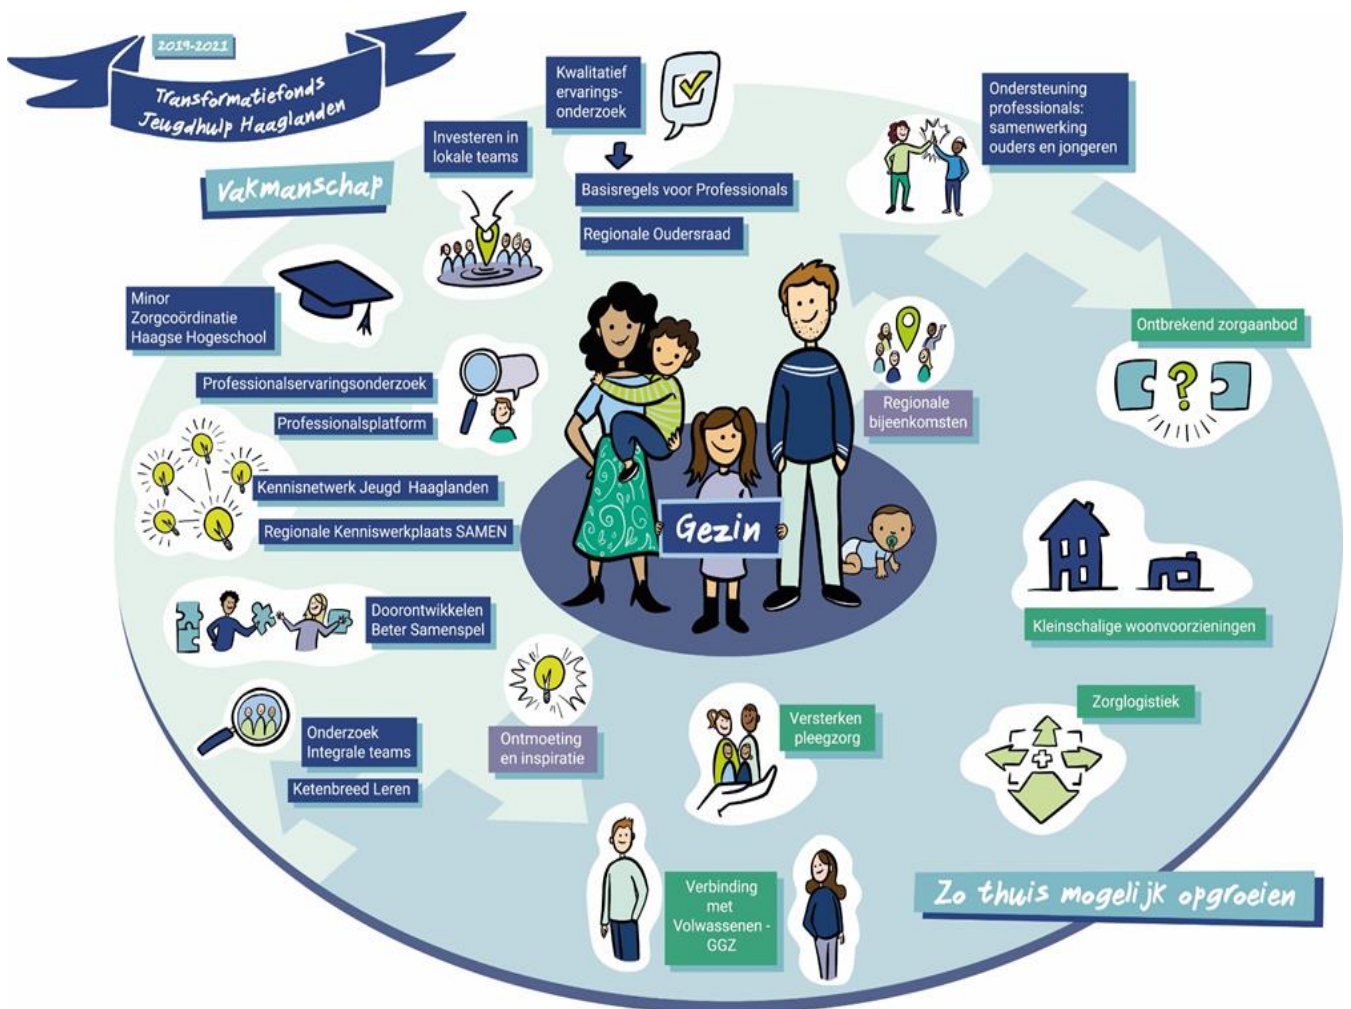 2019-2021
Transformatiefonds
Jeugdhulp Haaglanden
Vakmanschap
Investeren in
lokale teams
Kwalitatief
ervarings-
onderzoek
Basisregels voor Professionals
Regionale Oudersraad
Ondersteuning
professionals:
samenwerking
ouders en jongeren
Minor
Zorgcoördinatie
Haagse Hogeschool
Professionalservaringsonderzoek
Professionalsplatform
Kennisnetwerk Jeugd Haaglanden
Regionale Kenniswerkplaats SAMEN
Doorontwikkelen
Beter Samenspel
Onderzoek
Integrale teams
Ketenbreed Leren
Ontmoeting
en inspiratie
Gezin
Regionale
bijeenkomsten
Ontbrekend zorgaanbod
?
Kleinschalige woonvoorzieningen
Zorglogistiek
Versterken
pleegzorg
Verbinding
met
Volwassenen -
GGZ
Zo thuis mogelijk opgroeien